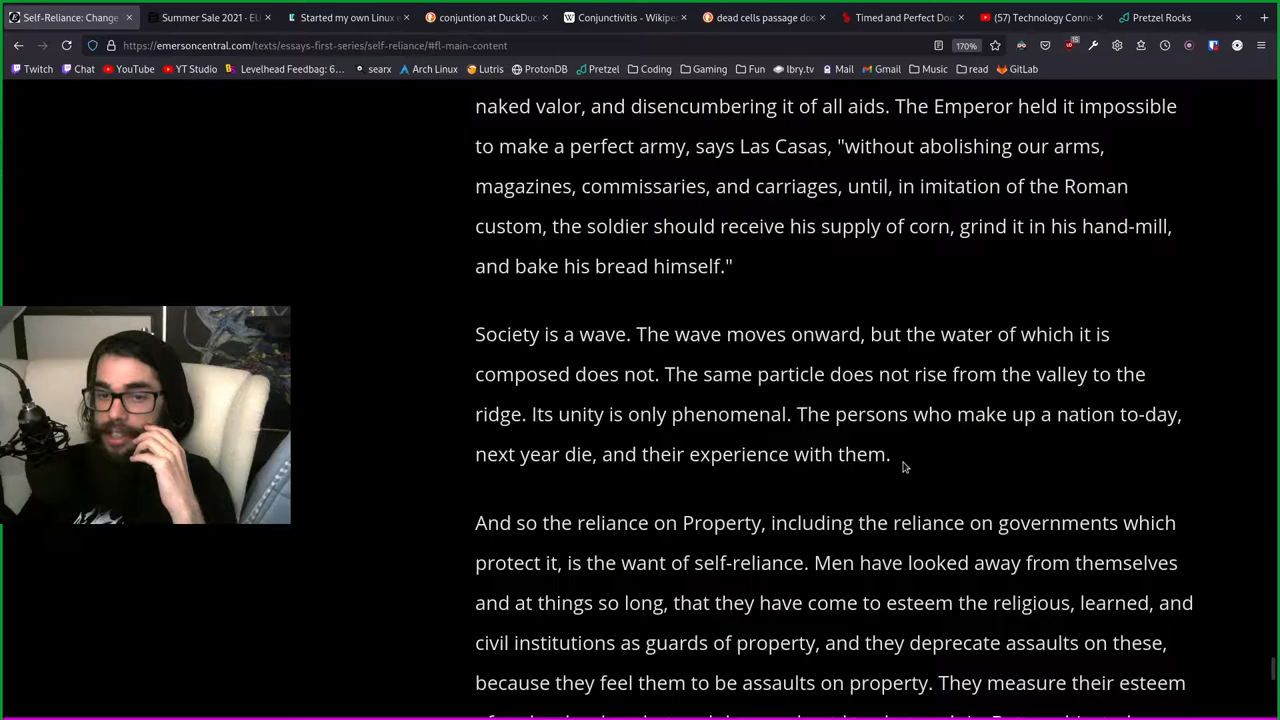 Self-Reliance: Change
Summer Sale 2021 - EU
Started my own Linux e
conjuntion at DuckDuc
Conjunctivitis - Wikiped
dead cells passage doo
Timed and Perfect Doo
(57) Technology Conne
Pretzel Rocks
https://emersoncentral.com/texts/essays-first-series/self-reliance/#fl-main-content
170%
15
Twitch
Chat
YouTube
YT Studio
Levelhead Feedbag: 6…
searx
Arch Linux
Lutris
ProtonDB
Pretzel
Coding
Gaming
Fun
lbry.tv
Mail
Gmail
Music
read
GitLab
naked valor, and disencumbering it of all aids. The Emperor held it impossible
to make a perfect army, says Las Casas, "without abolishing our arms,
magazines, commissaries, and carriages, until, in imitation of the Roman
custom, the soldier should receive his supply of corn, grind it in his hand-mill,
and bake his bread himself."
Society is a wave. The wave moves onward, but the water of which it is
composed does not. The same particle does not rise from the valley to the
ridge. Its unity is only phenomenal. The persons who make up a nation to-day,
next year die, and their experience with them.
And so the reliance on Property, including the reliance on governments which
protect it, is the want of self-reliance. Men have looked away from themselves
and at things so long, that they have come to esteem the religious, learned, and
civil institutions as guards of property, and they deprecate assaults on these,
because they feel them to be assaults on property. They measure their esteem